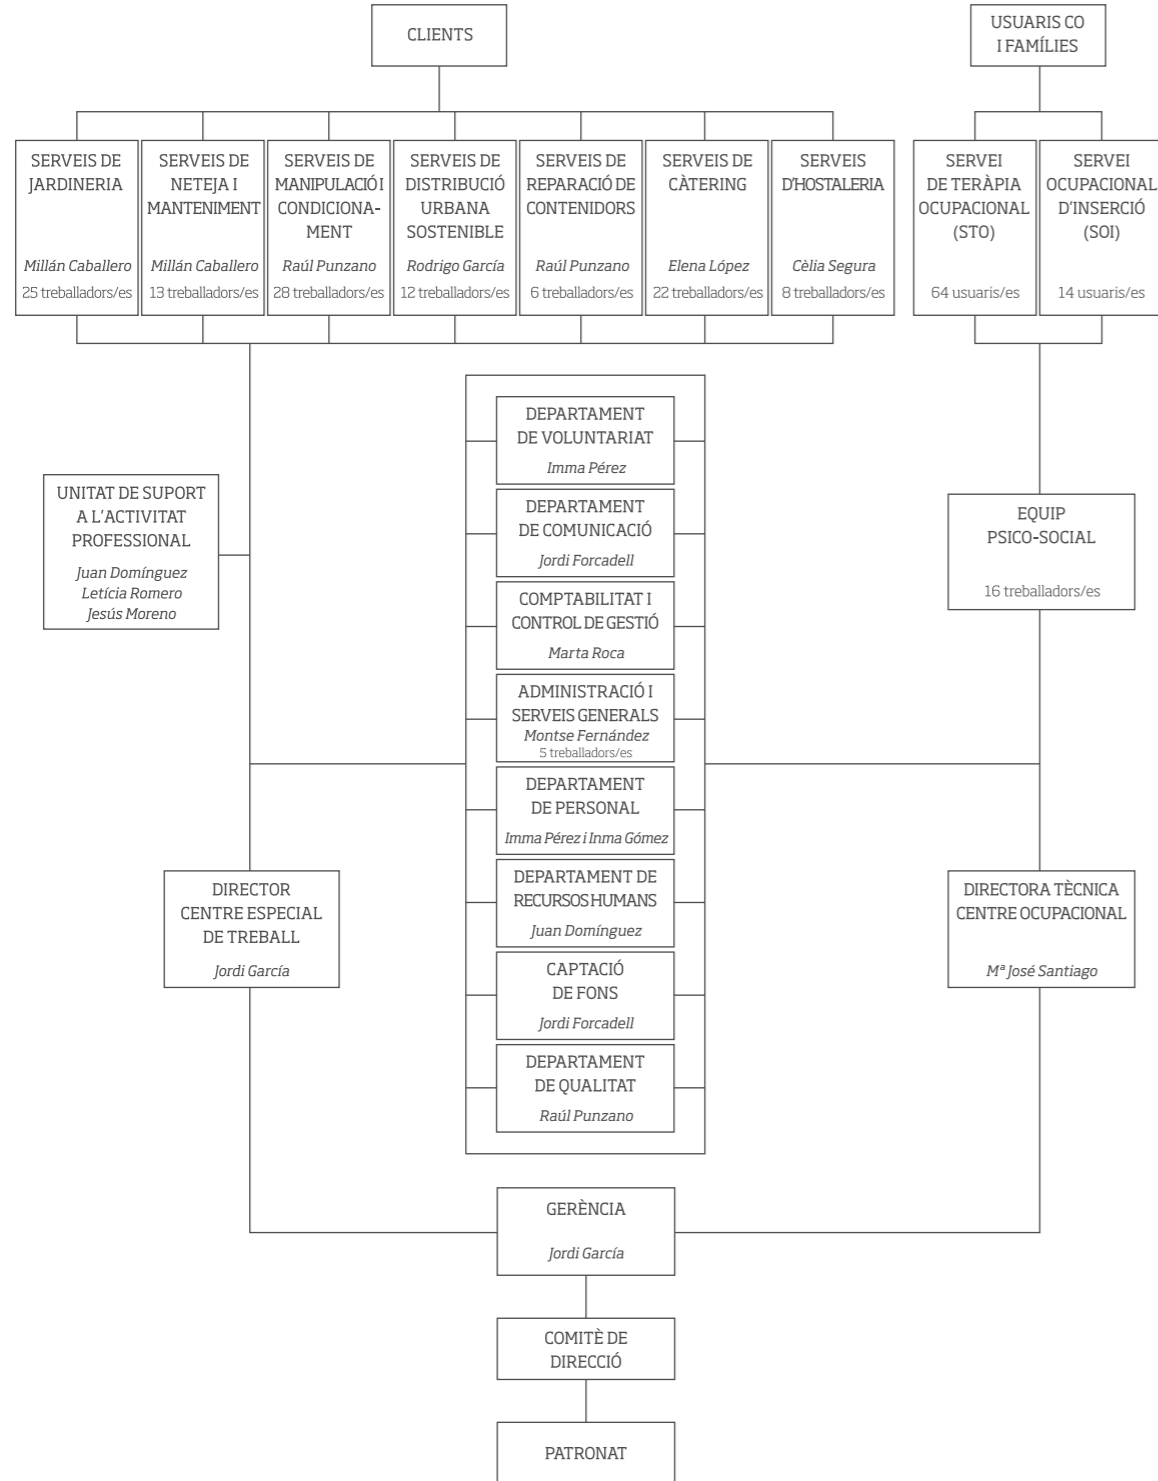 CLIENTS
USUARIS CO
I FAMÍLIES
SERVEIS DE
JARDINERIA
Millán Caballero
25 treballadors/es
SERVEIS DE
NETEJA I
MANTENIMENT
Millán Caballero
13 treballadors/es
SERVEIS DE
MANIPULACIÓ I
CONDICIONA-
MENT
Raúl Punzano
28 treballadors/es
SERVEIS DE
DISTRIBUCIÓ
URBANA
SOSTENIBLE
Rodrigo García
12 treballadors/es
SERVEIS DE
REPARACIÓ DE
CONTENIDORS
Raúl Punzano
6 treballadors/es
SERVEIS DE
CÀTERING
Elena López
22 treballadors/es
SERVEIS
D'HOSTALERIA
Cèlia Segura
8 treballadors/es
SERVEI
DE TERÀPIA
OCUPACIONAL
(STO)
64 usuaris/es
SERVEI
OCUPACIONAL
D'INSERCIÓ
(SOI)
14 usuaris/es
UNITAT DE SUPORT
A L'ACTIVITAT
PROFESSIONAL
Juan Domínguez
Letícia Romero
Jesús Moreno
DEPARTAMENT
DE VOLUNTARIAT
Imma Pérez
DEPARTAMENT
DE COMUNICACIÓ
Jordi Forcadell
COMPTABILITAT I
CONTROL DE GESTIÓ
Marta Roca
ADMINISTRACIÓ I
SERVEIS GENERALS
Montse Fernández
5 treballadors/es
DEPARTAMENT
DE PERSONAL
Imma Pérez i Inma Gómez
DEPARTAMENT DE
RECURSOS HUMANS
Juan Domínguez
CAPTACIÓ
DE FONS
Jordi Forcadell
DEPARTAMENT
DE QUALITAT
Raúl Punzano
EQUIP
PSICO-SOCIAL
16 treballadors/es
DIRECTOR
CENTRE ESPECIAL
DE TREBALL
Jordi García
DIRECTORA TÈCNICA
CENTRE OCUPACIONAL
Mª José Santiago
GERÈNCIA
Jordi García
COMITÈ DE
DIRECCIÓ
PATRONAT